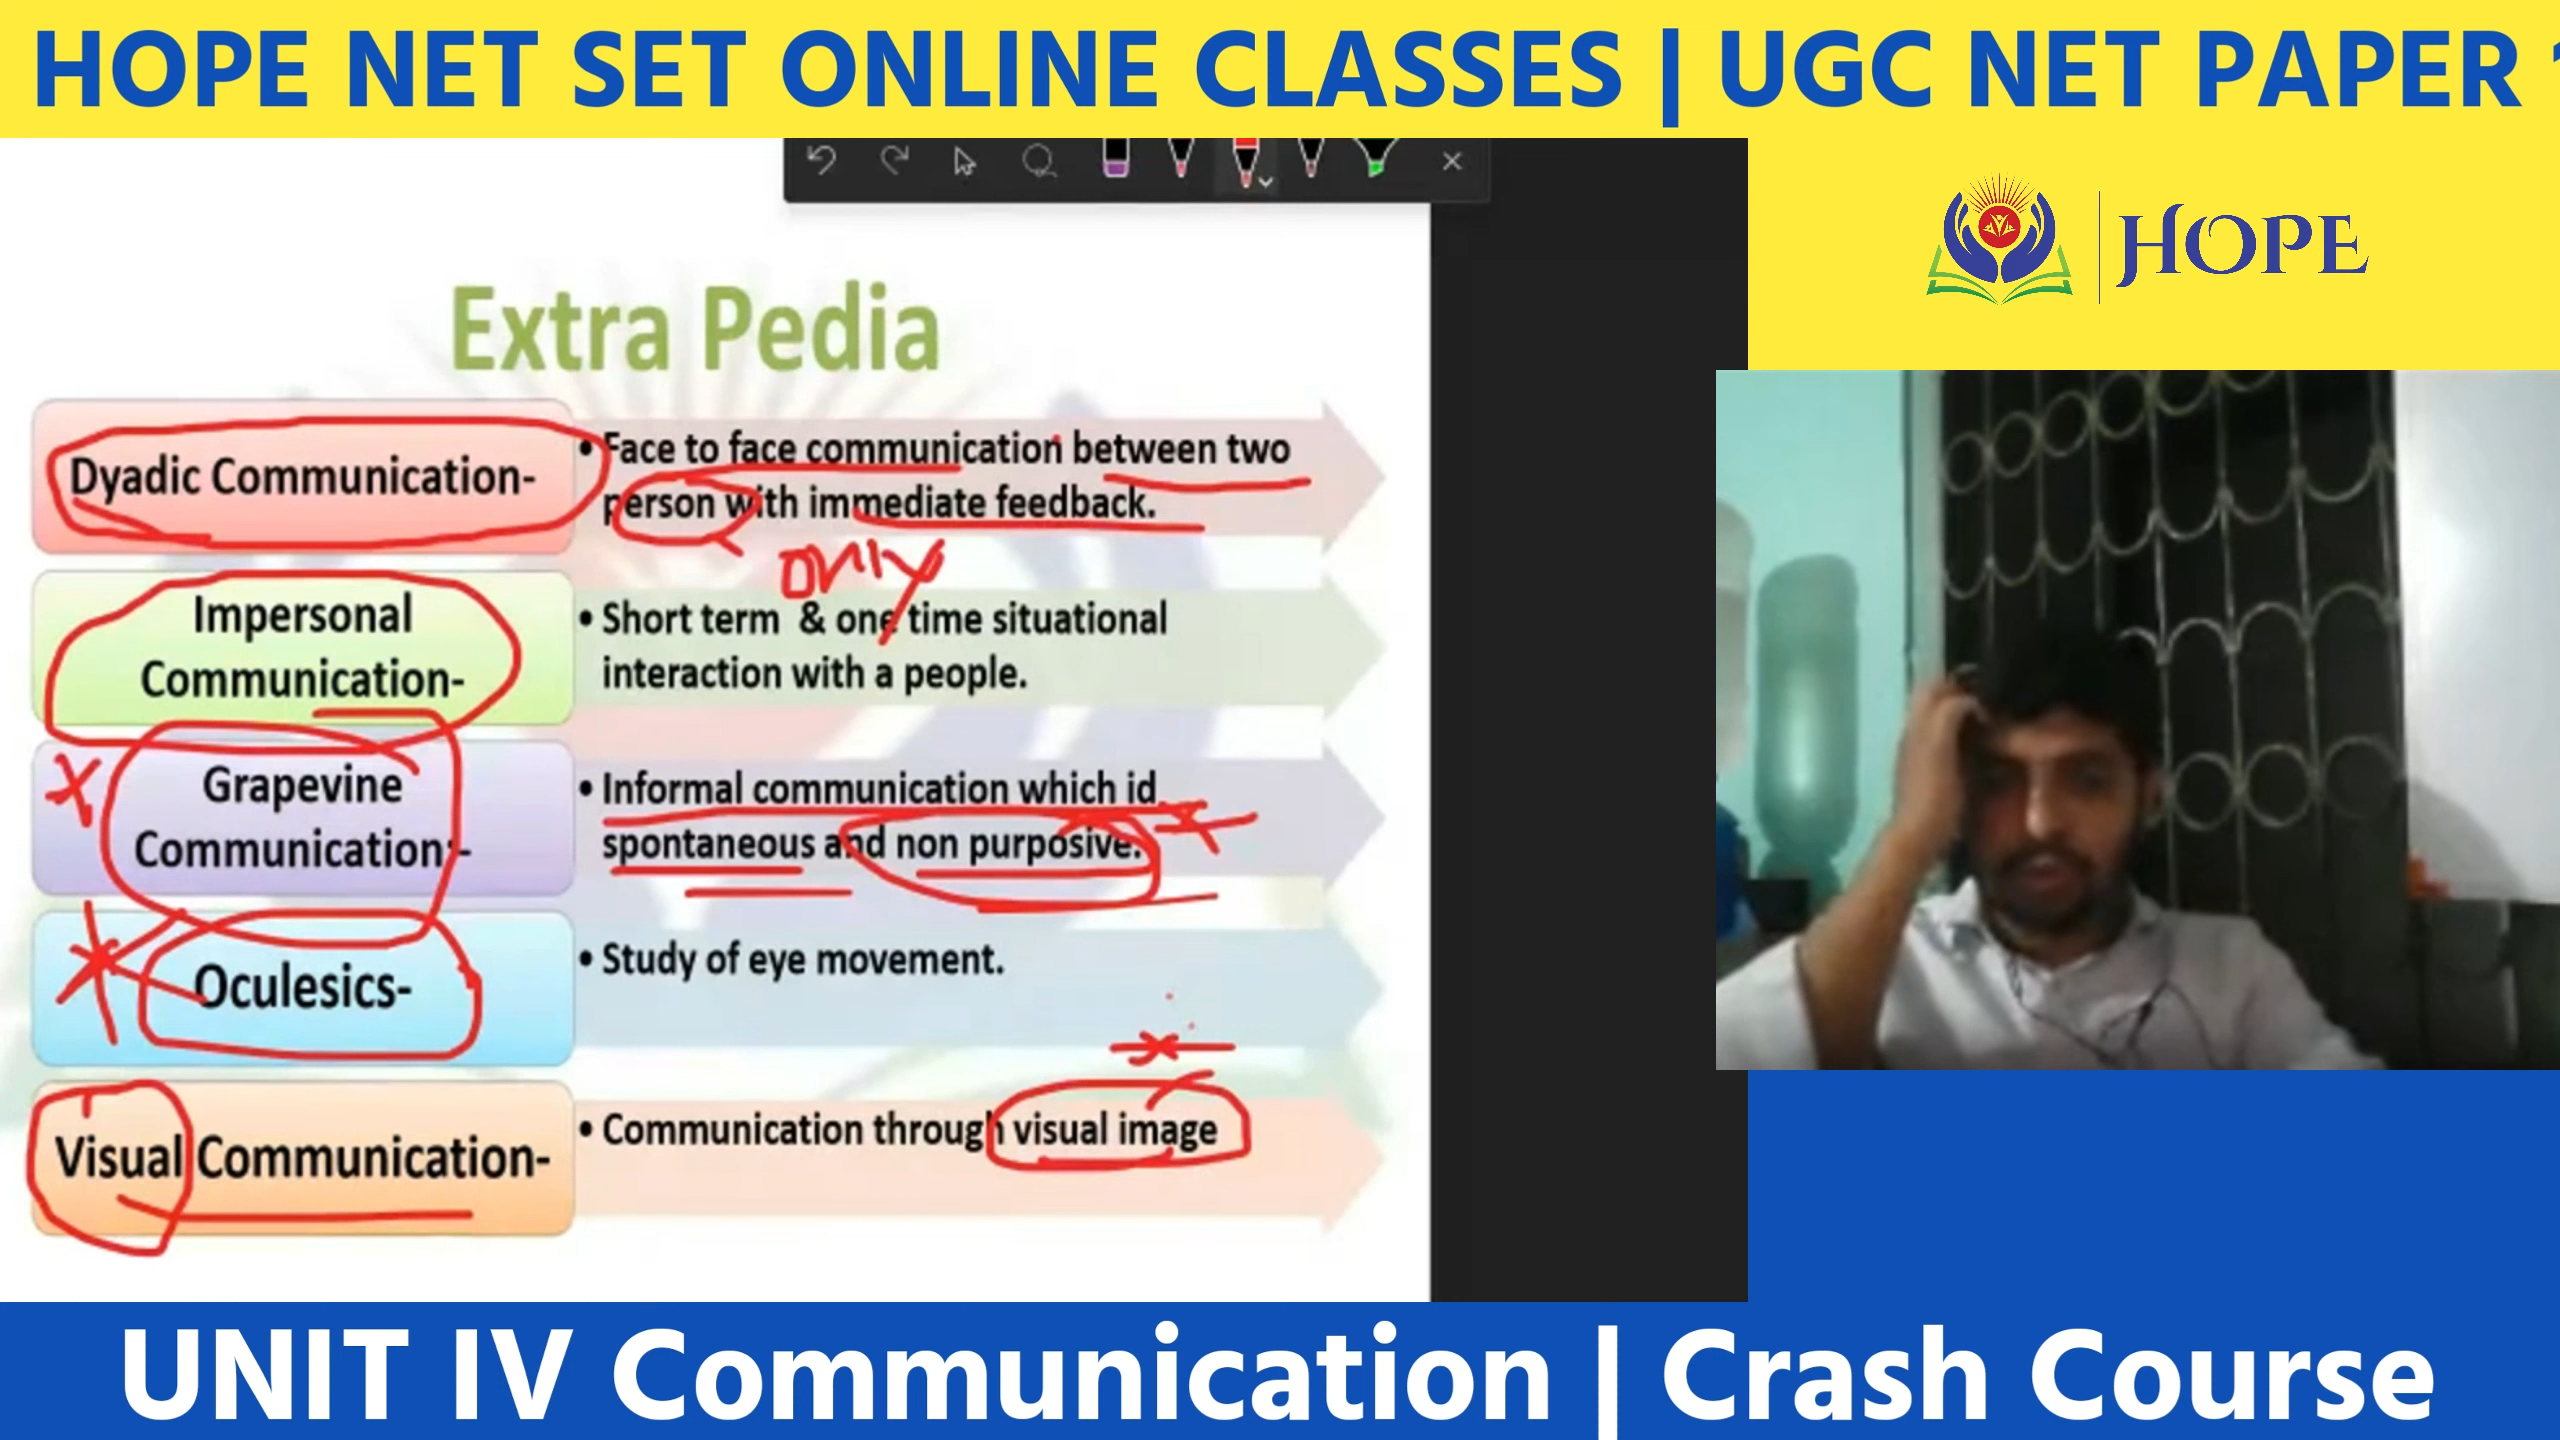 HOPE NET SET ONLINE CLASSES | UGC NET PAPER
HOPE
Extra Pedia
Dyadic Communication-
• Face to face communication between two
person with immediate feedback.
only
Impersonal
Communication-
• Short term & one time situational
interaction with a people.
Grapevine
Communication:-
• Informal communication which id
spontaneous and non purposive.
Oculesics-
• Study of eye movement.
Visual Communication-
• Communication through visual image
UNIT IV Communication | Crash Course